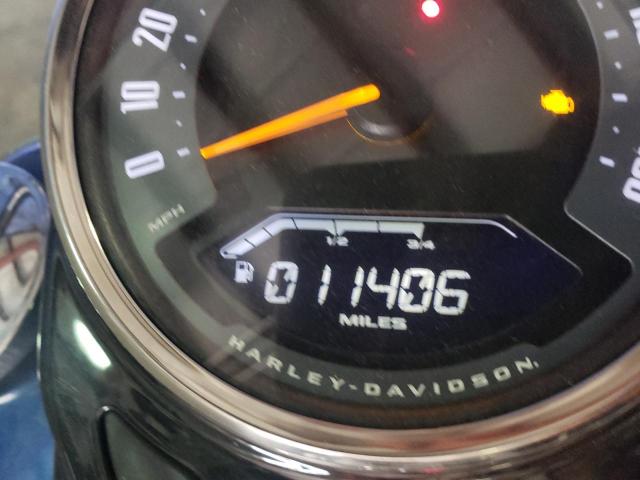 20
10
0
MPH
1/2 3/4
011406
MILES
HARLEY-DAVIDSON